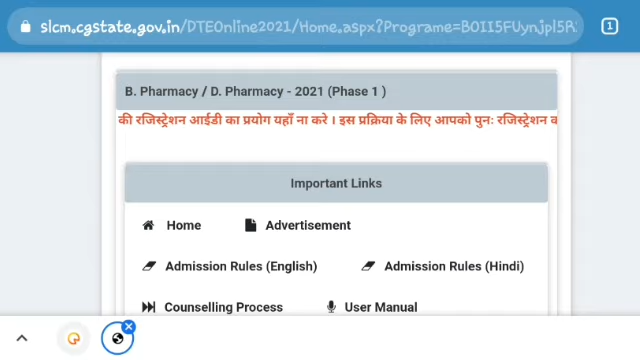 slcm.cgstate.gov.in/DTEOnline2021/Home.aspx?Programe=BOII5FUynjpl5R 1
B. Pharmacy / D. Pharmacy - 2021 (Phase 1 )
की रजिस्ट्रेशन आईडी का प्रयोग यहाँ ना करे । इस प्रक्रिया के लिए आपको पुनः रजिस्ट्रेशन क
Important Links
Home Advertisement
Admission Rules (English) Admission Rules (Hindi)
Counselling Process User Manual